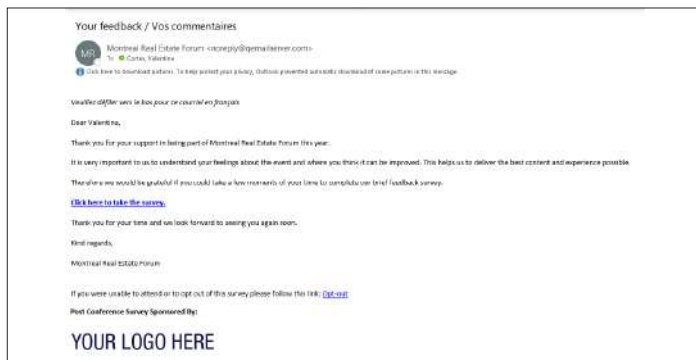 Your feedback / Vos commentaires
MR
Montreal Real Estate Forum <noreply@qemailserver.com>
To Cortes, Valentina
Click here to download pictures. To help protect your privacy, Outlook prevented automatic download of some pictures in this message.
Veuillez défiler vers le bas pour ce courriel en français
Dear Valentina,
Thank you for your support in being part of Montreal Real Estate Forum this year.
It is very important to us to understand your feelings about the event and where you think it can be improved. This helps us to deliver the best content and experience possible.
Therefore we would be grateful if you could take a few moments of your time to complete our brief feedback survey.
Click here to take the survey.
Thank you for your time and we look forward to seeing you again soon.
Kind regards,
Montreal Real Estate Forum
If you were unable to attend or to opt out of this survey please follow this link: Opt-out
Post Conference Survey Sponsored By:
YOUR LOGO HERE